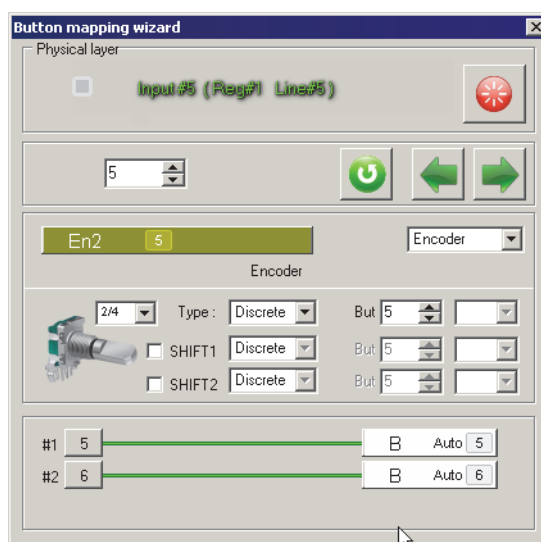 Button mapping wizard
Physical layer
Input#5 (Reg#1 Line#5)
5
En2 5 Encoder
Encoder
2/4 Type : Discrete But 5
SHIFT1 Discrete But 5
SHIFT2 Discrete But 5
#1 5 B Auto 5
#2 6 B Auto 6